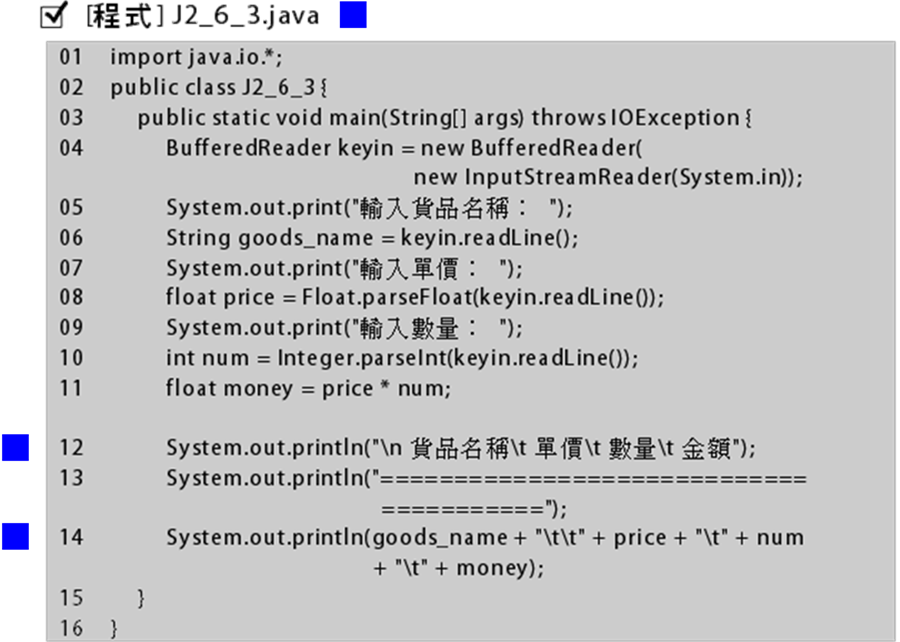 [程式] J2_6_3.java
01 import java.io.*;
02 public class J2_6_3 {
03 public static void main(String[] args) throws IOException {
04 BufferedReader keyin = new BufferedReader(
new InputStreamReader(System.in));
05 System.out.print("輸入貨品名稱： ");
06 String goods_name = keyin.readLine();
07 System.out.print("輸入單價： ");
08 float price = Float.parseFloat(keyin.readLine());
09 System.out.print("輸入數量： ");
10 int num = Integer.parseInt(keyin.readLine());
11 float money = price * num;
12 System.out.println("\n 貨品名稱\t 單價\t 數量\t 金額");
13 System.out.println("=============================
===========");
14 System.out.println(goods_name + "\t\t" + price + "\t" + num
+ "\t" + money);
15 }
16 }